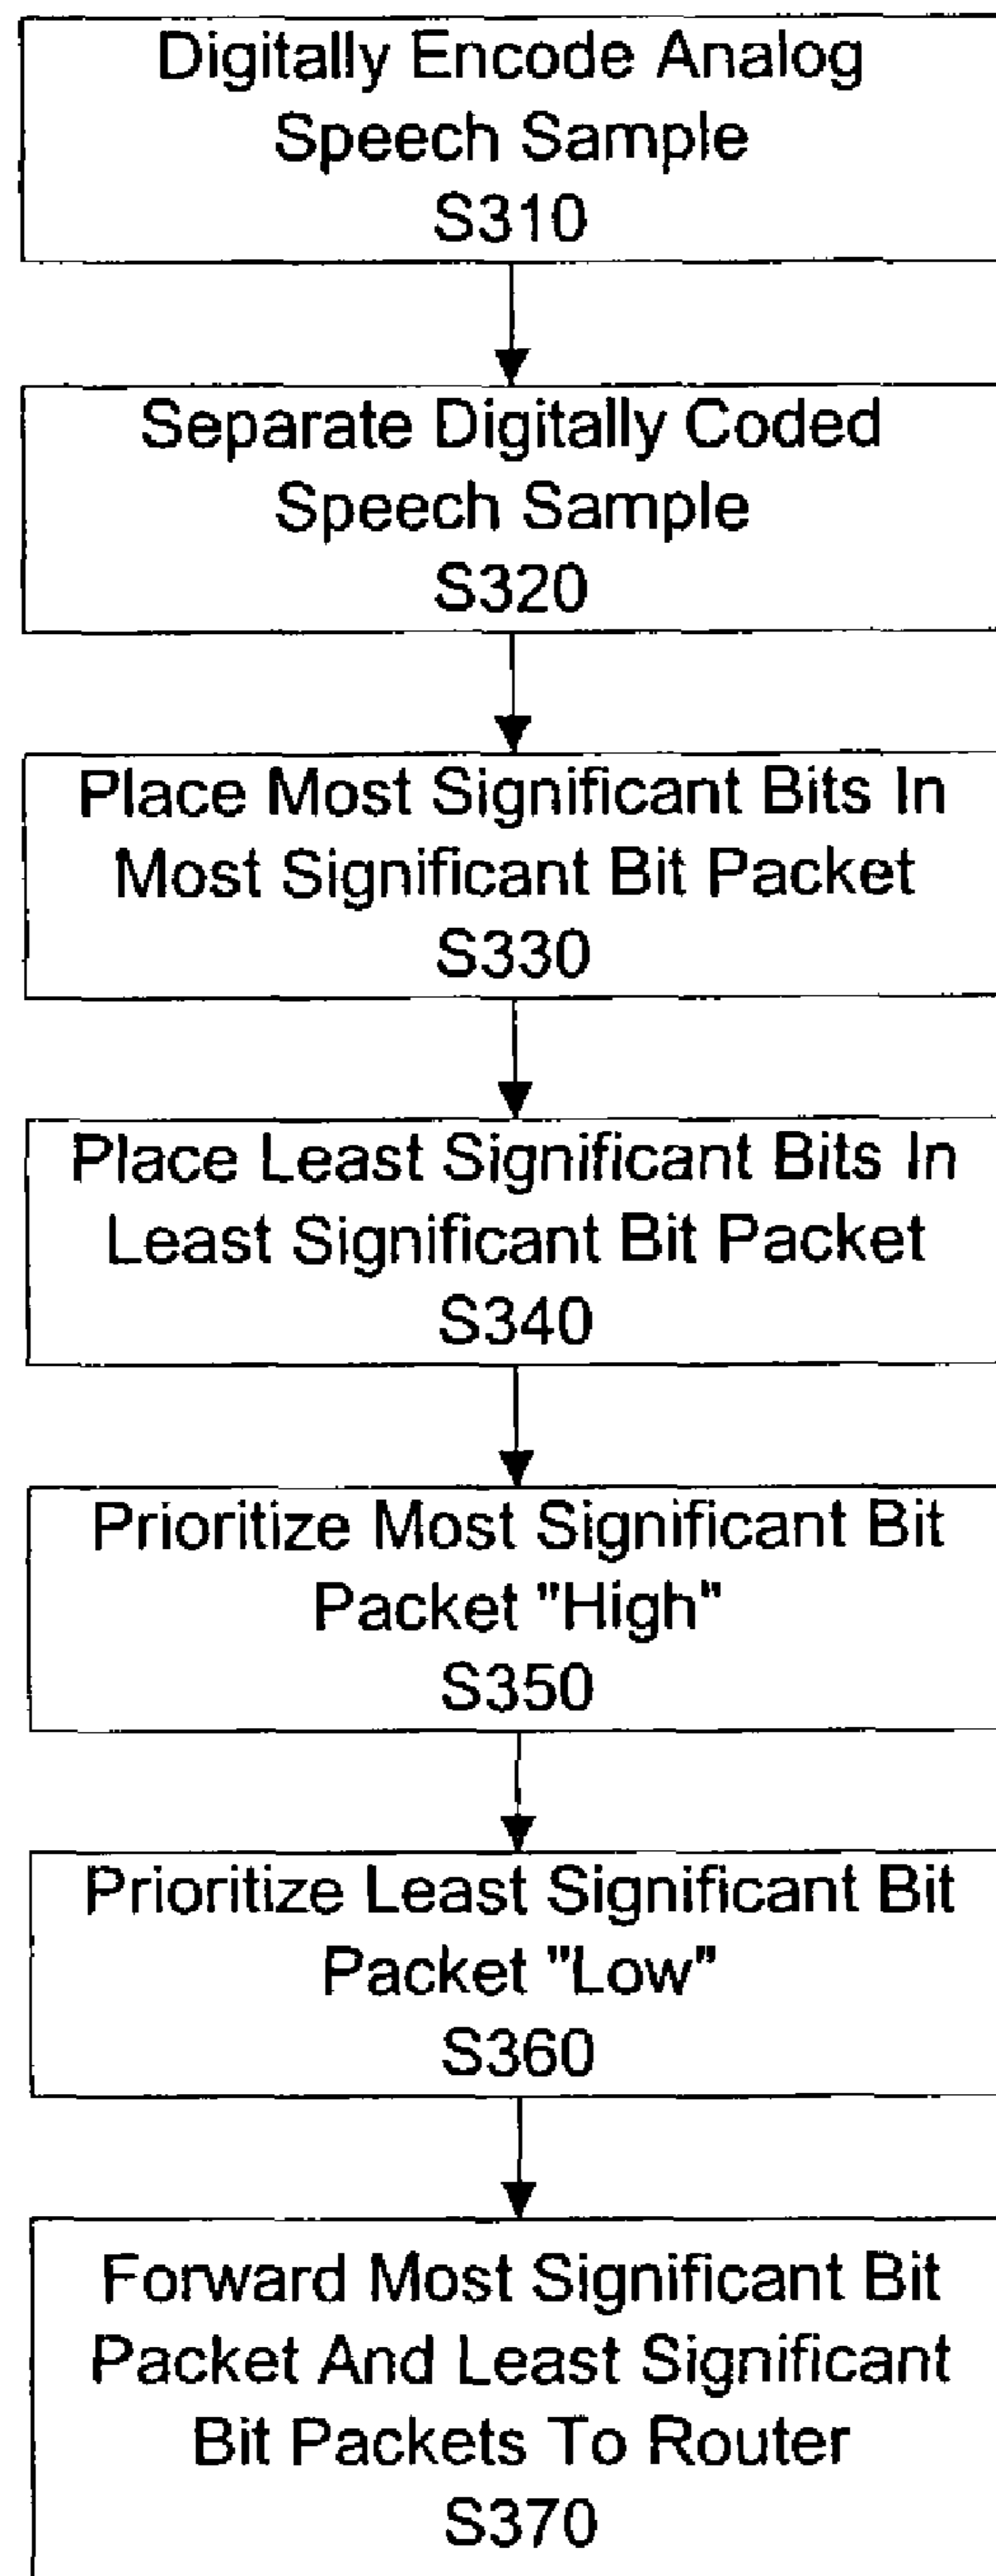 Digitally Encode Analog
Speech Sample
S310
Separate Digitally Coded
Speech Sample
S320
Place Most Significant Bits In
Most Significant Bit Packet
S330
Place Least Significant Bits In
Least Significant Bit Packet
S340
Prioritize Most Significant Bit
Packet "High"
S350
Prioritize Least Significant Bit
Packet "Low"
S360
Forward Most Significant Bit
Packet And Least Significant
Bit Packets To Router
S370